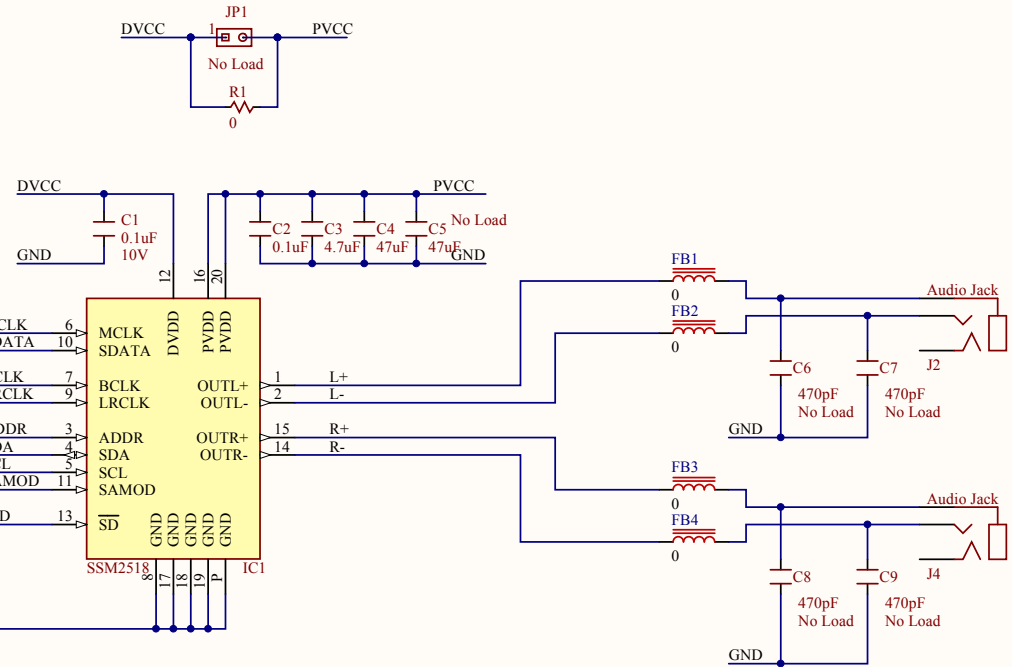 JP1
DVCC 1 PVCC
No Load
R1
0
DVCC PVCC
C1 C2 C3 C4 C5 No Load
0.1uF 0.1uF 4.7uF 47uF 47uF
10V
GND GND
12 16 20
DVDD PVDD PVDD
CLK 6 MCLK
DATA 10 SDATA
CLK 7 BCLK OUTL+ 1 L+
RCLK 9 LRCLK OUTL- 2 L-
DDR 3 ADDR OUTR+ 15 R+
DA 4 SDA OUTR- 14 R-
CL 5 SCL
AMOD 11 SAMOD
D 13 SD
GND GND GND GND GND
SSM2518 IC1
8 17 18 19 P
FB1
0
FB2
0
Audio Jack
J2
C6 C7
470pF 470pF
No Load No Load
GND
FB3
0
FB4
0
Audio Jack
J4
C8 C9
470pF 470pF
No Load No Load
GND